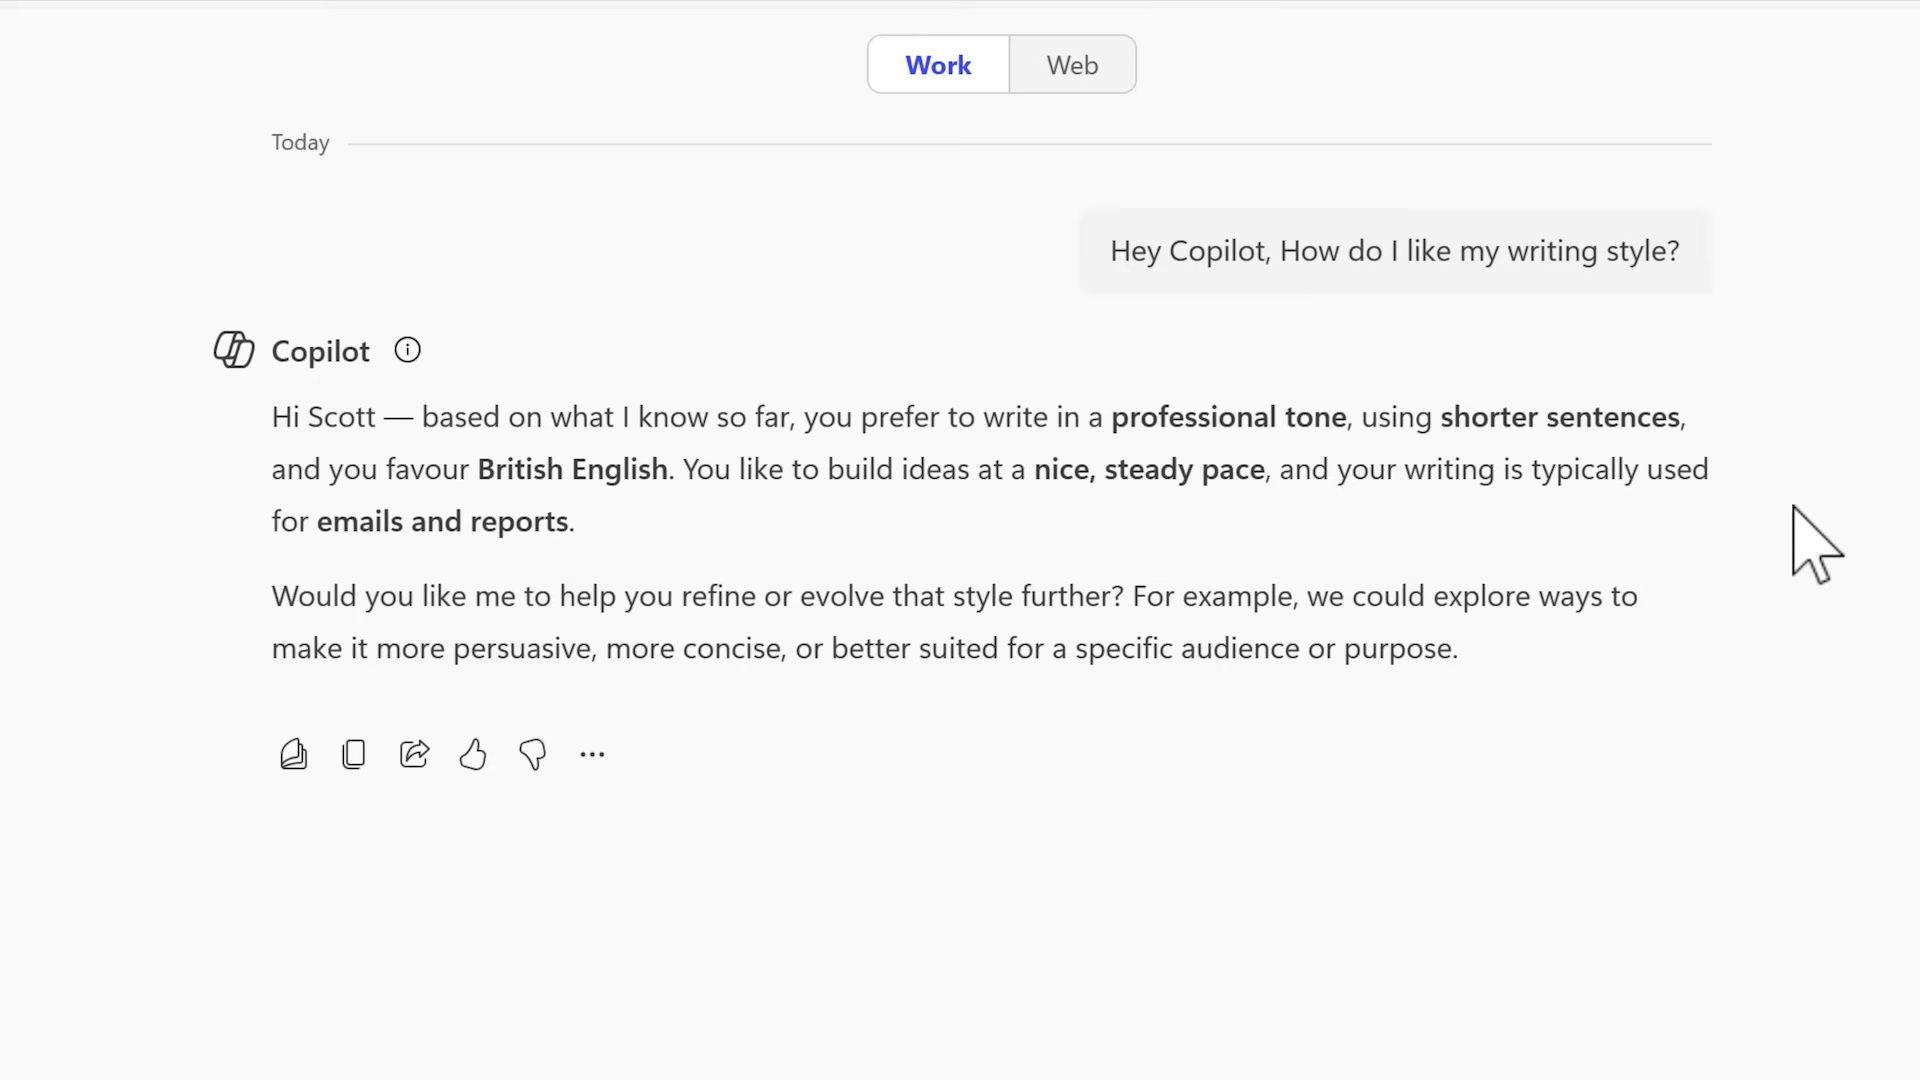 Work Web
Today
Hey Copilot, How do I like my writing style?
Copilot
Hi Scott — based on what I know so far, you prefer to write in a professional tone, using shorter sentences,
and you favour British English. You like to build ideas at a nice, steady pace, and your writing is typically used
for emails and reports.
Would you like me to help you refine or evolve that style further? For example, we could explore ways to
make it more persuasive, more concise, or better suited for a specific audience or purpose.